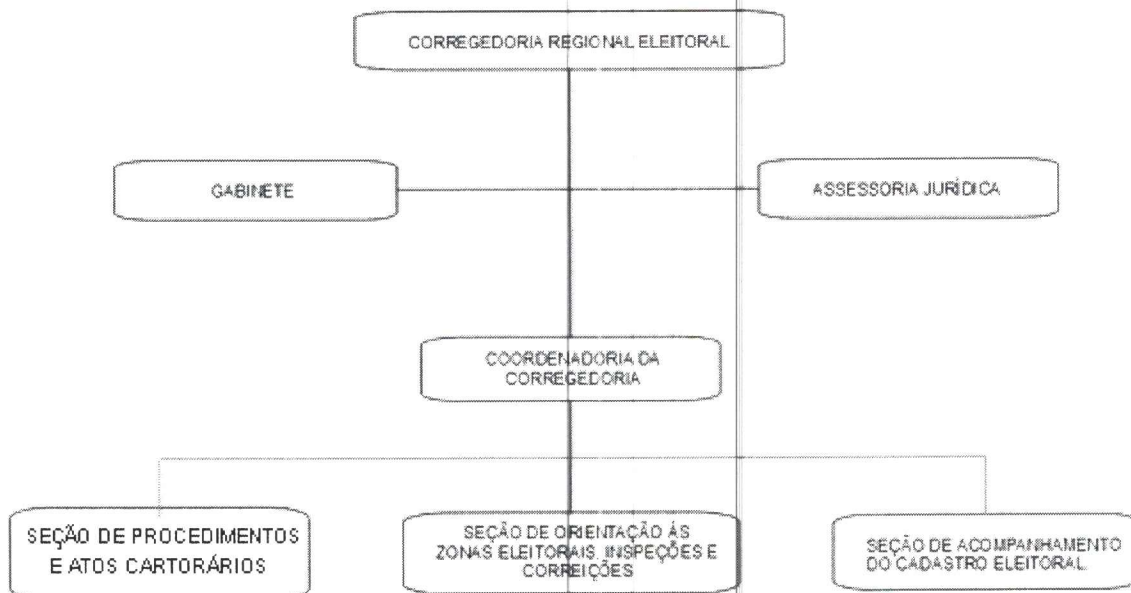 CORREGEDORIA REGIONAL ELEITORAL
GABINETE
ASSESSORIA JURÍDICA
COORDENADORIA DA
CORREGEDORIA
SEÇÃO DE PROCEDIMENTOS
E ATOS CARTORÁRIOS
SEÇÃO DE ORIENTAÇÃO ÀS
ZONAS ELEITORAIS, INSPEÇÕES E
CORREIÇÕES
SEÇÃO DE ACOMPANHAMENTO
DO CADASTRO ELEITORAL